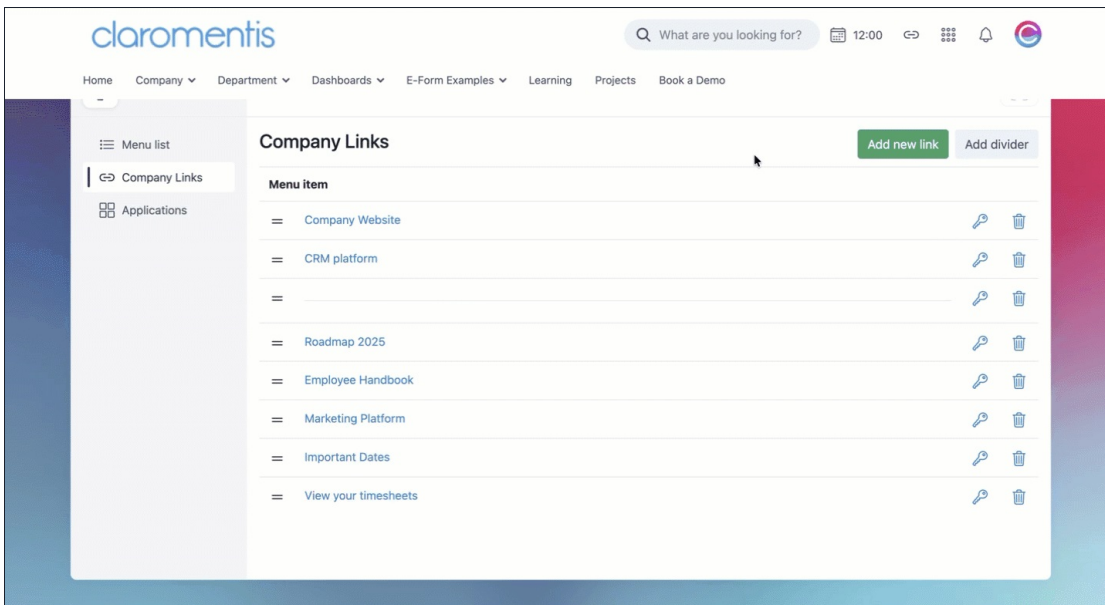 claromentis
What are you looking for?
12:00
Home Company Department Dashboards E-Form Examples Learning Projects Book a Demo
Menu list
Company Links
Applications
Company Links
Add new link
Add divider
Menu item
Company Website
CRM platform
Roadmap 2025
Employee Handbook
Marketing Platform
Important Dates
View your timesheets